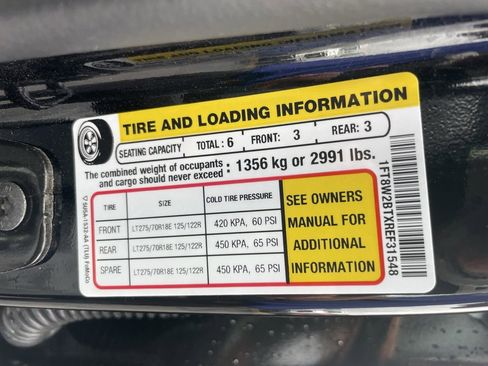 TIRE AND LOADING INFORMATION
SEATING CAPACITY TOTAL : 6 FRONT: 3 REAR: 3
The combined weight of occupants and cargo should never exceed : 1356 kg or 2991 lbs.
TIRE SIZE COLD TIRE PRESSURE
FRONT LT275/70R18E 125/122R 420 KPA, 60 PSI
REAR LT275/70R18E 125/122R 450 KPA, 65 PSI
SPARE LT275/70R18E 125/122R 450 KPA, 65 PSI
SEE OWNERS
MANUAL FOR
ADDITIONAL
INFORMATION
1FT8W2BTXREF31548